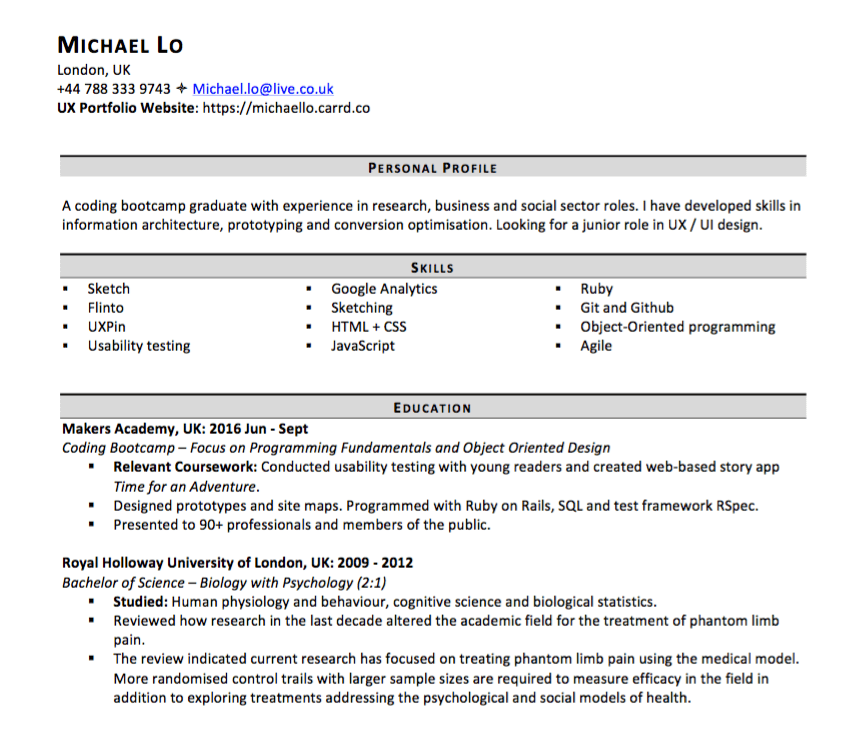 MICHAEL LO
London, UK
+44 788 333 9743 ✦ Michael.lo@live.co.uk
UX Portfolio Website: https://michaello.carrd.co
PERSONAL PROFILE
A coding bootcamp graduate with experience in research, business and social sector roles. I have developed skills in
information architecture, prototyping and conversion optimisation. Looking for a junior role in UX / UI design.
SKILLS
▪ Sketch
▪ Flinto
▪ UXPin
▪ Usability testing
▪ Google Analytics
▪ Sketching
▪ HTML + CSS
▪ JavaScript
▪ Ruby
▪ Git and Github
▪ Object-Oriented programming
▪ Agile
EDUCATION
Makers Academy, UK: 2016 Jun - Sept
Coding Bootcamp – Focus on Programming Fundamentals and Object Oriented Design
▪ Relevant Coursework: Conducted usability testing with young readers and created web-based story app
Time for an Adventure.
▪ Designed prototypes and site maps. Programmed with Ruby on Rails, SQL and test framework RSpec.
▪ Presented to 90+ professionals and members of the public.
Royal Holloway University of London, UK: 2009 - 2012
Bachelor of Science – Biology with Psychology (2:1)
▪ Studied: Human physiology and behaviour, cognitive science and biological statistics.
▪ Reviewed how research in the last decade altered the academic field for the treatment of phantom limb
pain.
▪ The review indicated current research has focused on treating phantom limb pain using the medical model.
More randomised control trails with larger sample sizes are required to measure efficacy in the field in
addition to exploring treatments addressing the psychological and social models of health.